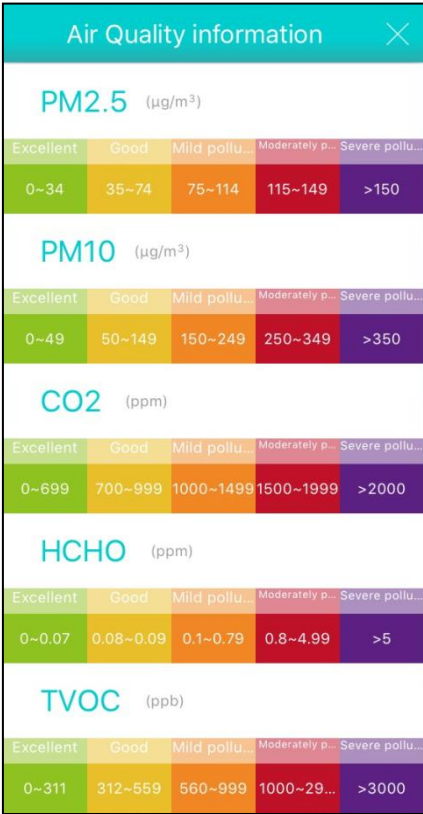 Air Quality information
PM2.5 (μg/m³)
Excellent Good Mild pollu... Moderately p... Severe pollu...
0~34 35~74 75~114 115~149 >150
PM10 (μg/m³)
Excellent Good Mild pollu... Moderately p... Severe pollu...
0~49 50~149 150~249 250~349 >350
CO2 (ppm)
Excellent Good Mild pollu... Moderately p... Severe pollu...
0~699 700~999 1000~1499 1500~1999 >2000
HCHO (ppm)
Excellent Good Mild pollu... Moderately p... Severe pollu...
0~0.07 0.08~0.09 0.1~0.79 0.8~4.99 >5
TVOC (ppb)
Excellent Good Mild pollu... Moderately p... Severe pollu...
0~311 312~559 560~999 1000~29... >3000